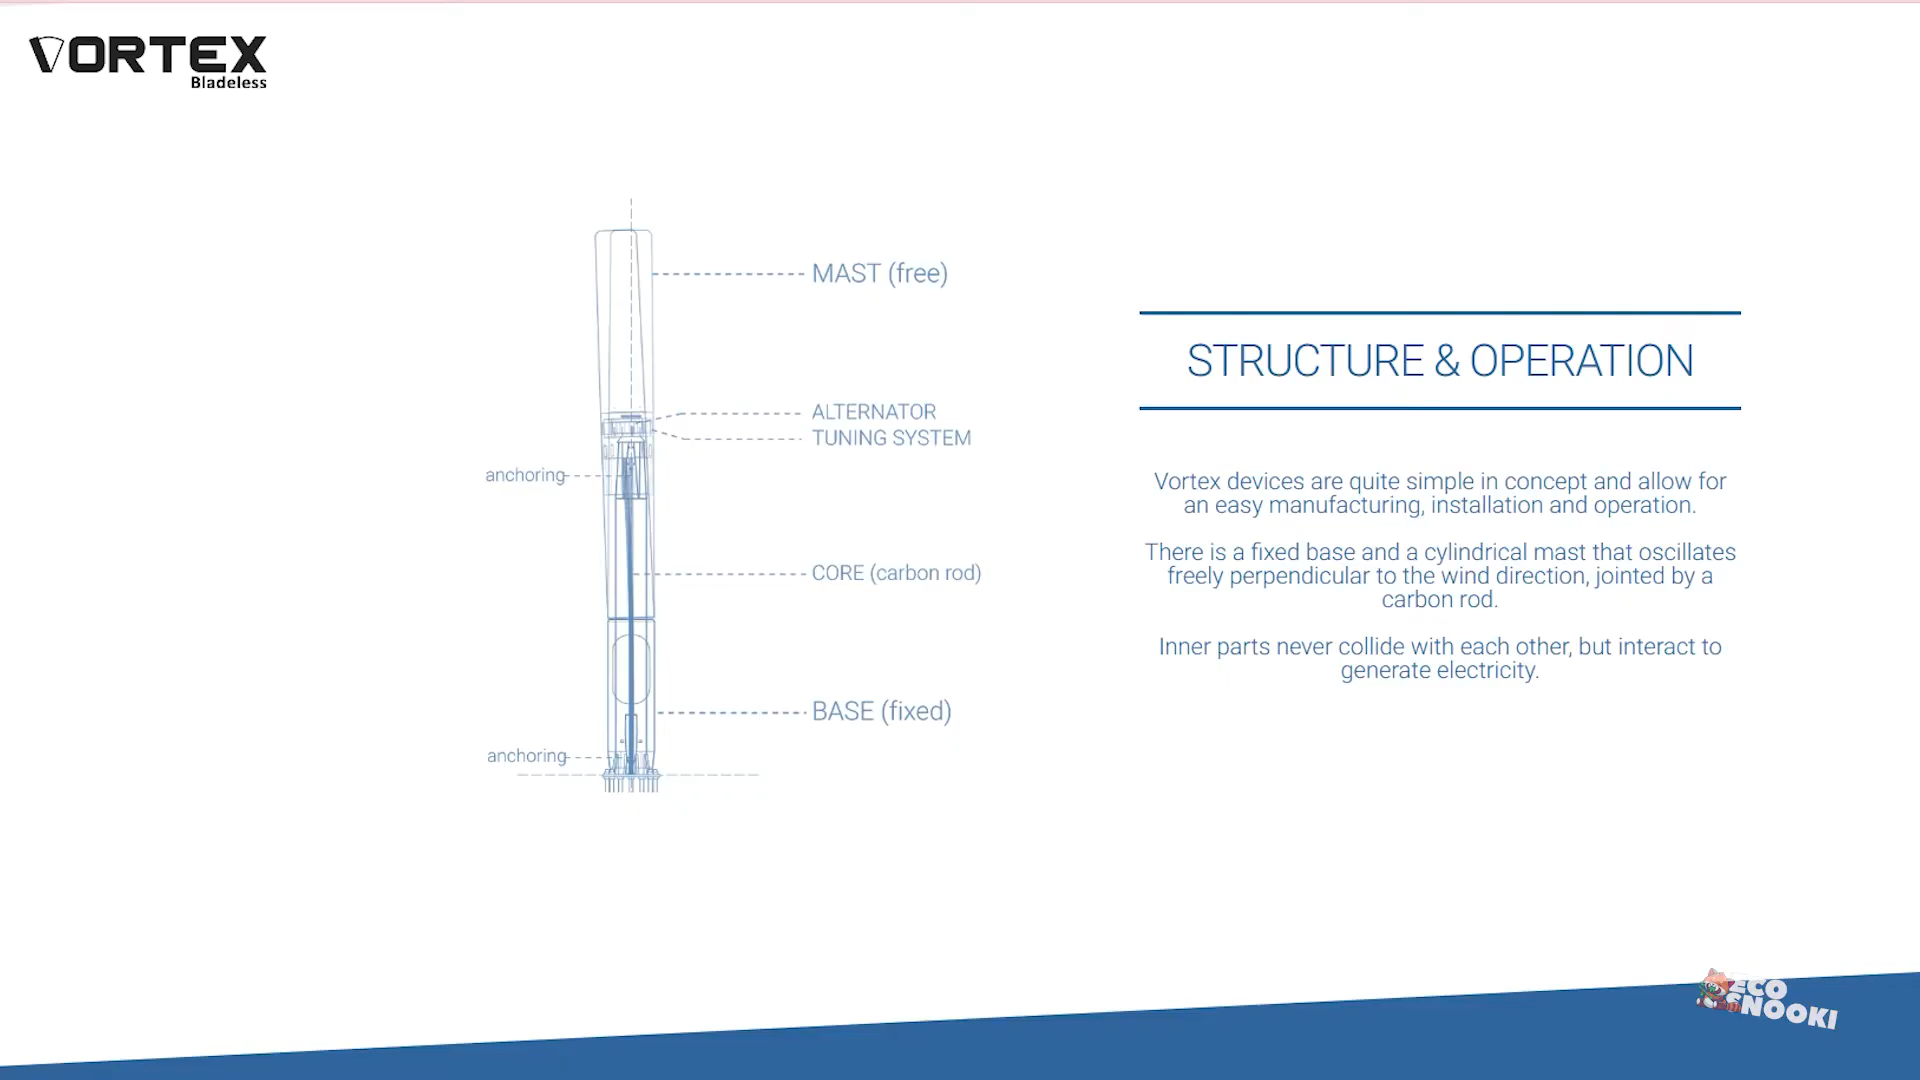 VORTEX
Bladeless
MAST (free)
ALTERNATOR
TUNING SYSTEM
anchoring
CORE (carbon rod)
BASE (fixed)
anchoring
STRUCTURE & OPERATION
Vortex devices are quite simple in concept and allow for
an easy manufacturing, installation and operation.
There is a fixed base and a cylindrical mast that oscillates
freely perpendicular to the wind direction, jointed by a
carbon rod.
Inner parts never collide with each other, but interact to
generate electricity.
ECO
SNOOKI